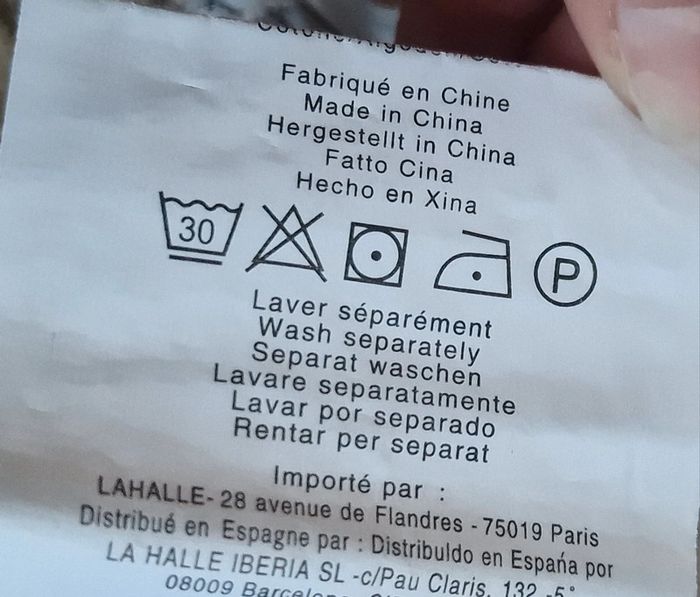 Fabriqué en Chine
Made in China
Hergestellt in China
Fatto Cina
Hecho en Xina
30
P
Laver séparément
Wash separately
Separat waschen
Lavare separatamente
Lavar por separado
Rentar per separat
Importé par :
LAHALLE- 28 avenue de Flandres - 75019 Paris
Distribué en Espagne par : Distribuldo en España por
LA HALLE IBERIA SL -c/Pau Claris, 132 -5°
08009